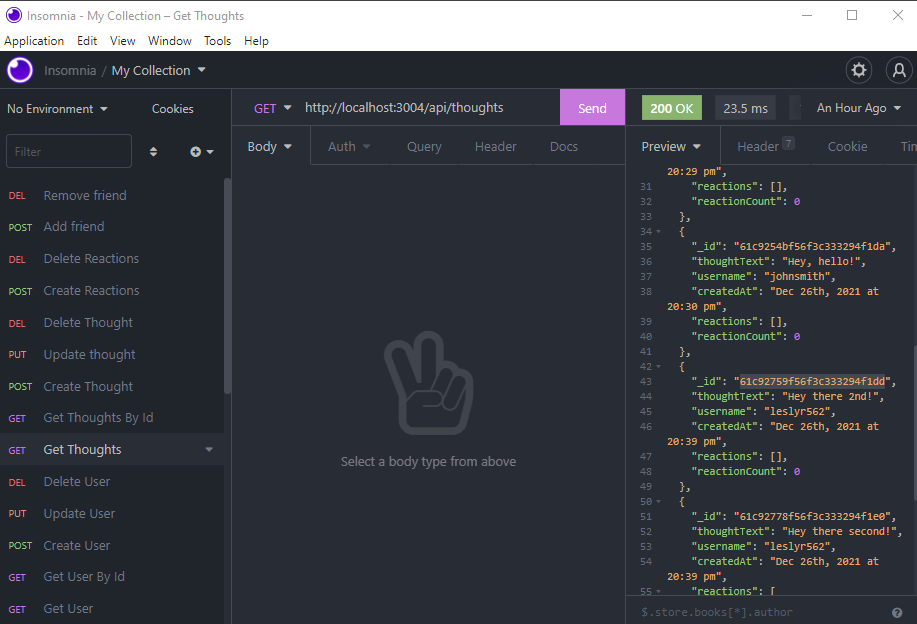 Insomnia - My Collection – Get Thoughts
Application Edit View Window Tools Help
Insomnia / My Collection
No Environment Cookies
GET http://localhost:3004/api/thoughts Send
200 OK 23.5 ms An Hour Ago
Filter
Body Auth Query Header Docs
Preview Header 7 Cookie Tim
DEL Remove friend
POST Add friend
DEL Delete Reactions
POST Create Reactions
DEL Delete Thought
PUT Update thought
POST Create Thought
GET Get Thoughts By Id
GET Get Thoughts
DEL Delete User
PUT Update User
POST Create User
GET Get User By Id
GET Get User
Select a body type from above
20:29 pm",
31 "reactions": [],
32 "reactionCount": 0
33 },
34 {
35 "_id": "61c9254bf56f3c333294f1da",
36 "thoughtText": "Hey, hello!",
37 "username": "johnsmith",
38 "createdAt": "Dec 26th, 2021 at
20:30 pm",
39 "reactions": [],
40 "reactionCount": 0
41 },
42 {
43 "_id": "61c92759f56f3c333294f1dd",
44 "thoughtText": "Hey there 2nd!",
45 "username": "leslyr562",
46 "createdAt": "Dec 26th, 2021 at
20:39 pm",
47 "reactions": [],
48 "reactionCount": 0
49 },
50 {
51 "_id": "61c92778f56f3c333294f1e0",
52 "thoughtText": "Hey there second!",
53 "username": "leslyr562",
54 "createdAt": "Dec 26th, 2021 at
20:39 pm",
55 "reactions": [
$.store.books[*].author